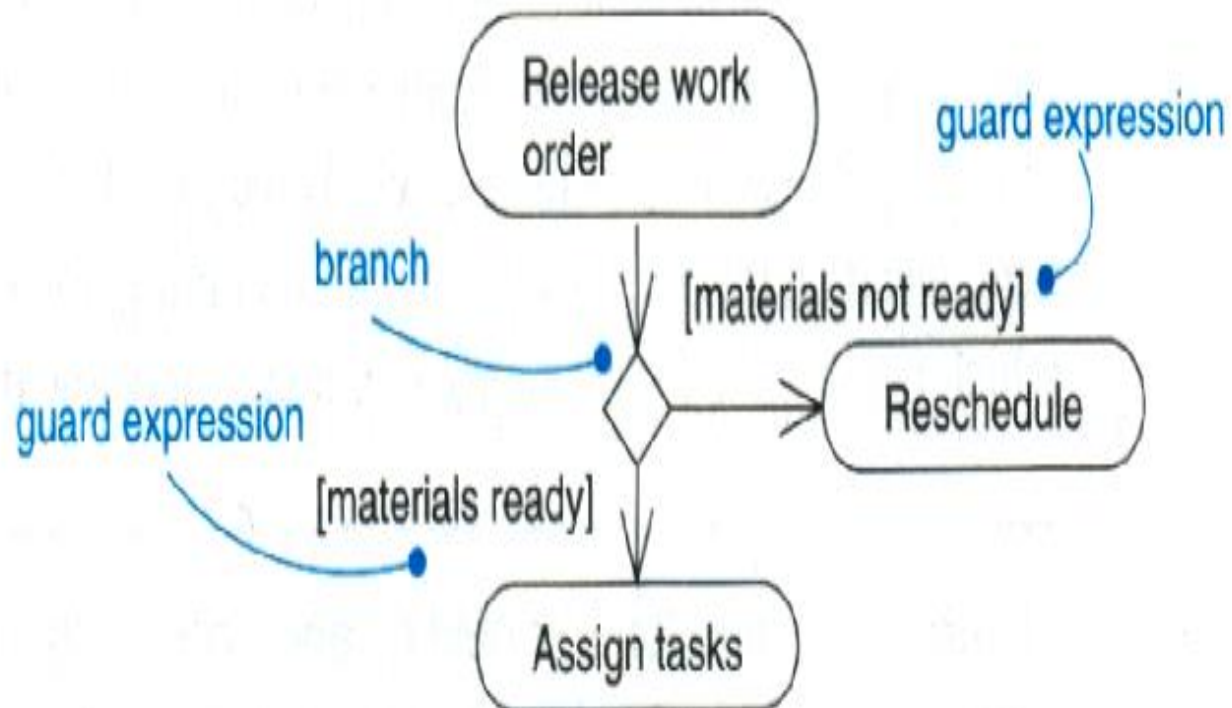 Release work
order
guard expression
branch
[materials not ready]
Reschedule
guard expression
[materials ready]
Assign tasks